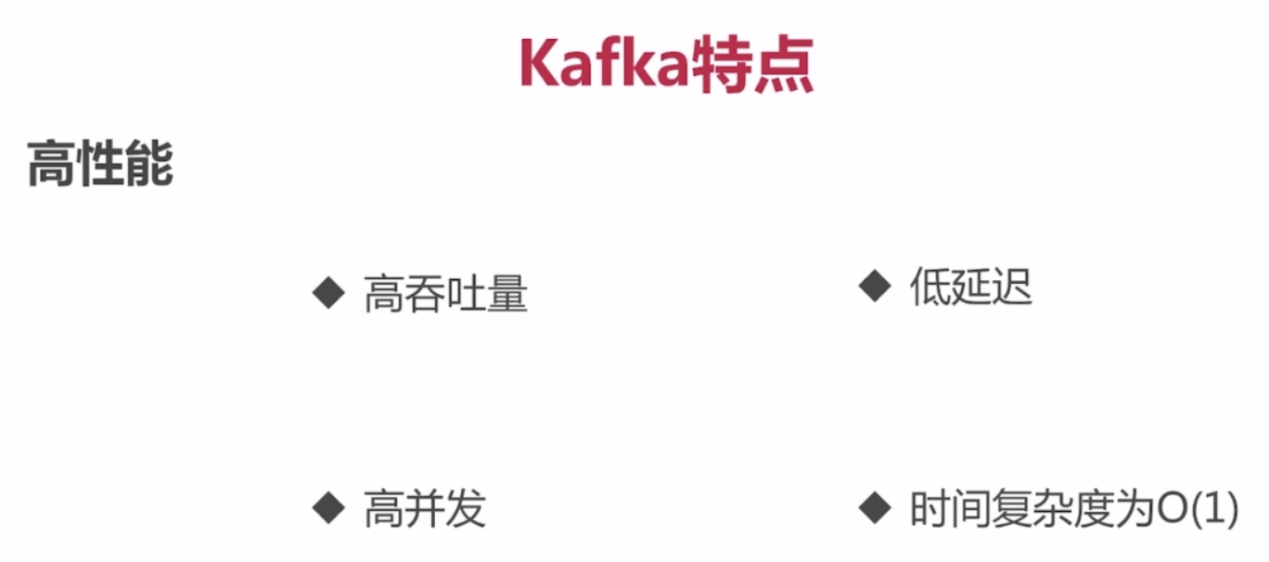 Kafka特点
高性能
◆ 高吞吐量
◆ 低延迟
◆ 高并发
◆ 时间复杂度为O(1)